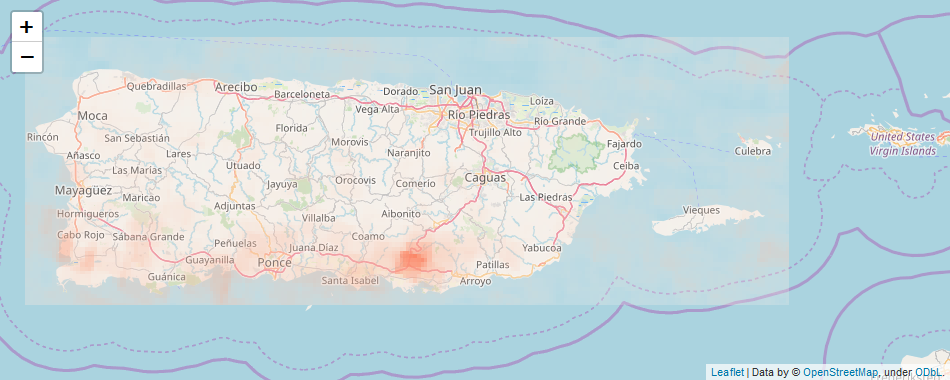 +
−
Quebradillas
Arecibo
Barceloneta
Dorado
San Juan
Vega Alta
Loíza
Moca
Río Piedras
Río Grande
Rincón
San Sebastián
Florida
Morovis
Trujillo Alto
Fajardo
United States
Virgin Islands
Añasco
Lares
Naranjito
Culebra
Utuado
Ceiba
Las Marías
Mayagüez
Jayuya
Orocovis
Comerío
Caguas
Maricao
Las Piedras
Hormigueros
Adjuntas
Villalba
Aibonito
Vieques
Cabo Rojo
Sábana Grande
Peñuelas
Juana Díaz
Coamo
Yabucoa
Guayanilla
Ponce
Patillas
Guánica
Santa Isabel
Arroyo
Leaflet | Data by © OpenStreetMap, under ODbL.